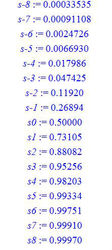 s-8 := 0.00033535
s-7 := 0.00091108
s-6 := 0.0024726
s-5 := 0.0066930
s-4 := 0.017986
s-3 := 0.047425
s-2 := 0.11920
s-1 := 0.26894
s0 := 0.50000
s1 := 0.73105
s2 := 0.88082
s3 := 0.95256
s4 := 0.98203
s5 := 0.99334
s6 := 0.99751
s7 := 0.99910
s8 := 0.99970